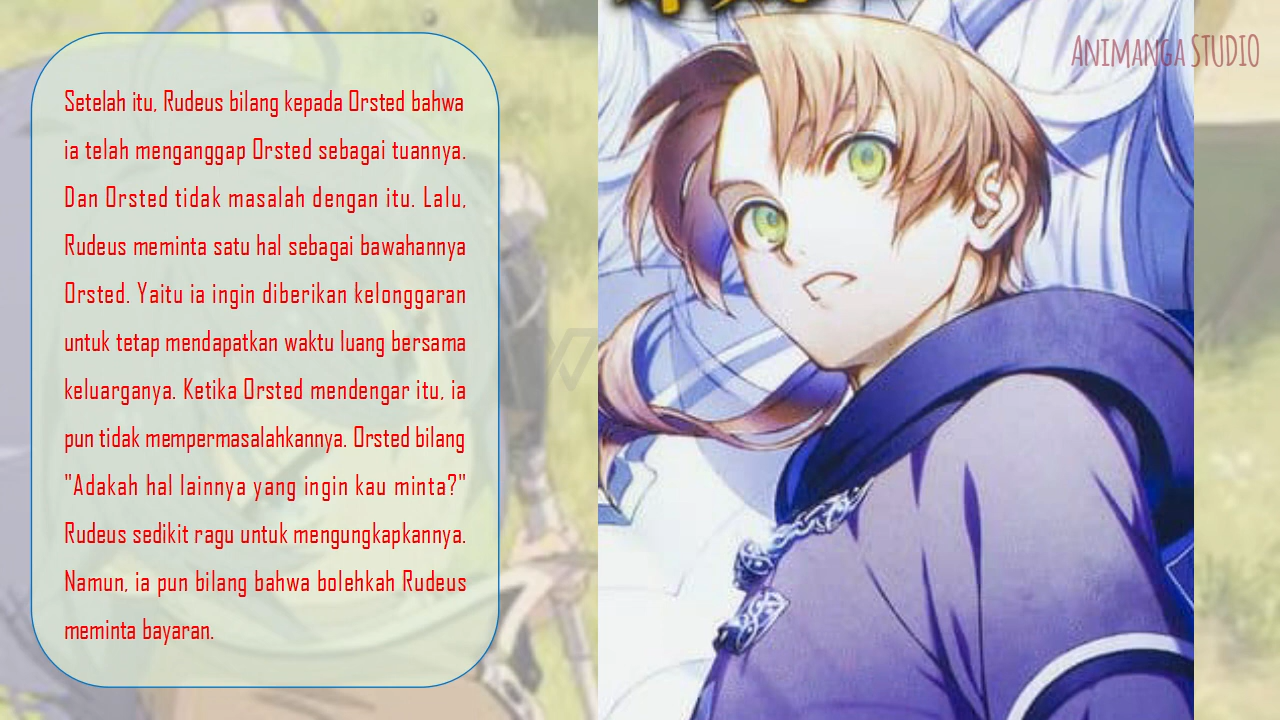 Setelah itu, Rudeus bilang kepada Orsted bahwa
ia telah menganggap Orsted sebagai tuannya.
Dan Orsted tidak masalah dengan itu. Lalu,
Rudeus meminta satu hal sebagai bawahannya
Orsted. Yaitu ia ingin diberikan kelonggaran
untuk tetap mendapatkan waktu luang bersama
keluarganya. Ketika Orsted mendengar itu, ia
pun tidak mempermasalahkannya. Orsted bilang
"Adakah hal lainnya yang ingin kau minta?"
Rudeus sedikit ragu untuk mengungkapkannya.
Namun, ia pun bilang bahwa bolehkah Rudeus
meminta bayaran.
ANIMANGA STUDIO